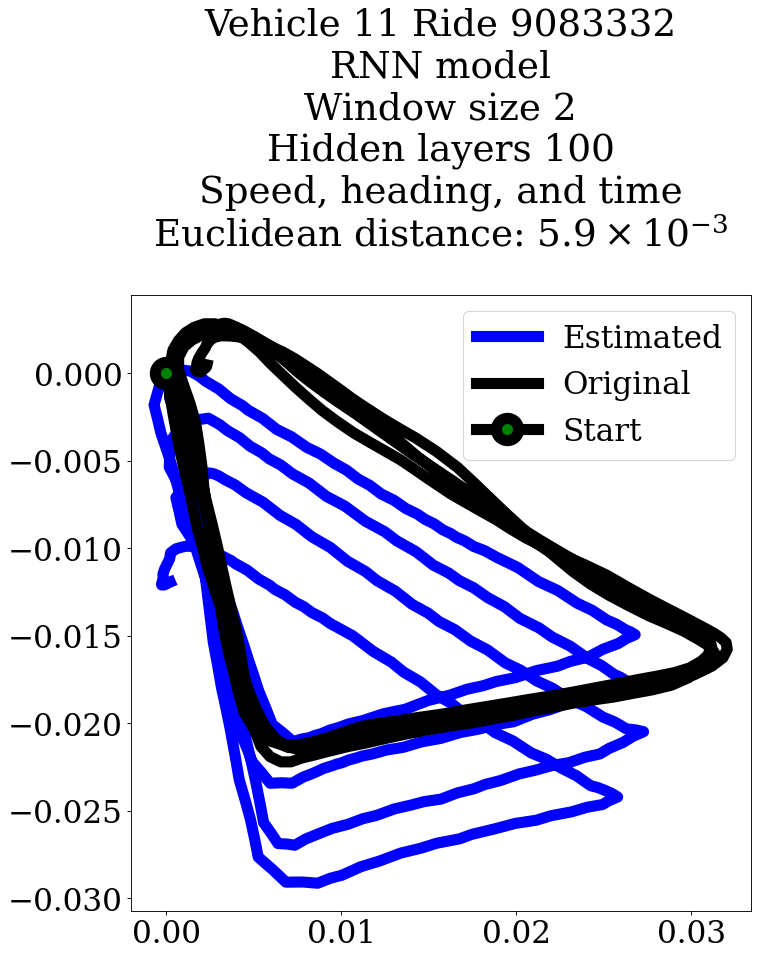 Vehicle 11 Ride 9083332
RNN model
Window size 2
Hidden layers 100
Speed, heading, and time
Euclidean distance: 5.9 × 10⁻³
Estimated
Original
Start
0.000
−0.005
−0.010
−0.015
−0.020
−0.025
−0.030
0.00 0.01 0.02 0.03